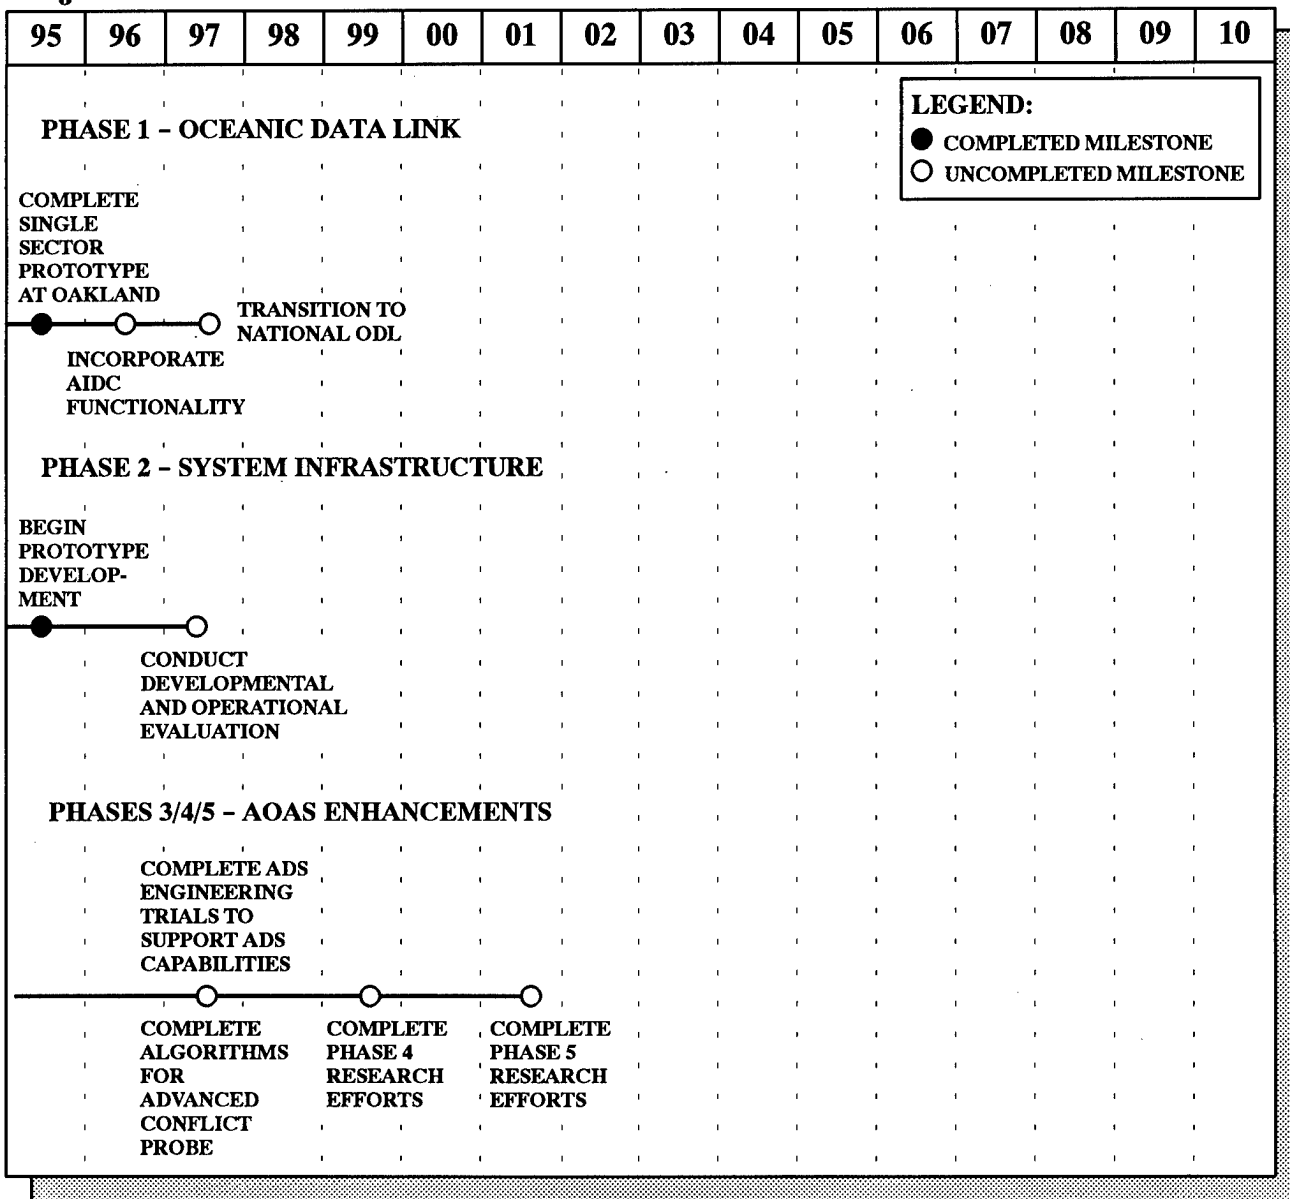 95 96 97 98 99 00 01 02 03 04 05 06 07 08 09 10
LEGEND:
COMPLETED MILESTONE
UNCOMPLETED MILESTONE
PHASE 1 – OCEANIC DATA LINK
COMPLETE
SINGLE
SECTOR
PROTOTYPE
AT OAKLAND
TRANSITION TO
NATIONAL ODL
INCORPORATE
AIDC
FUNCTIONALITY
PHASE 2 – SYSTEM INFRASTRUCTURE
BEGIN
PROTOTYPE
DEVELOP-
MENT
CONDUCT
DEVELOPMENTAL
AND OPERATIONAL
EVALUATION
PHASES 3/4/5 – AOAS ENHANCEMENTS
COMPLETE ADS
ENGINEERING
TRIALS TO
SUPPORT ADS
CAPABILITIES
COMPLETE
ALGORITHMS
FOR
ADVANCED
CONFLICT
PROBE
COMPLETE
PHASE 4
RESEARCH
EFFORTS
COMPLETE
PHASE 5
RESEARCH
EFFORTS